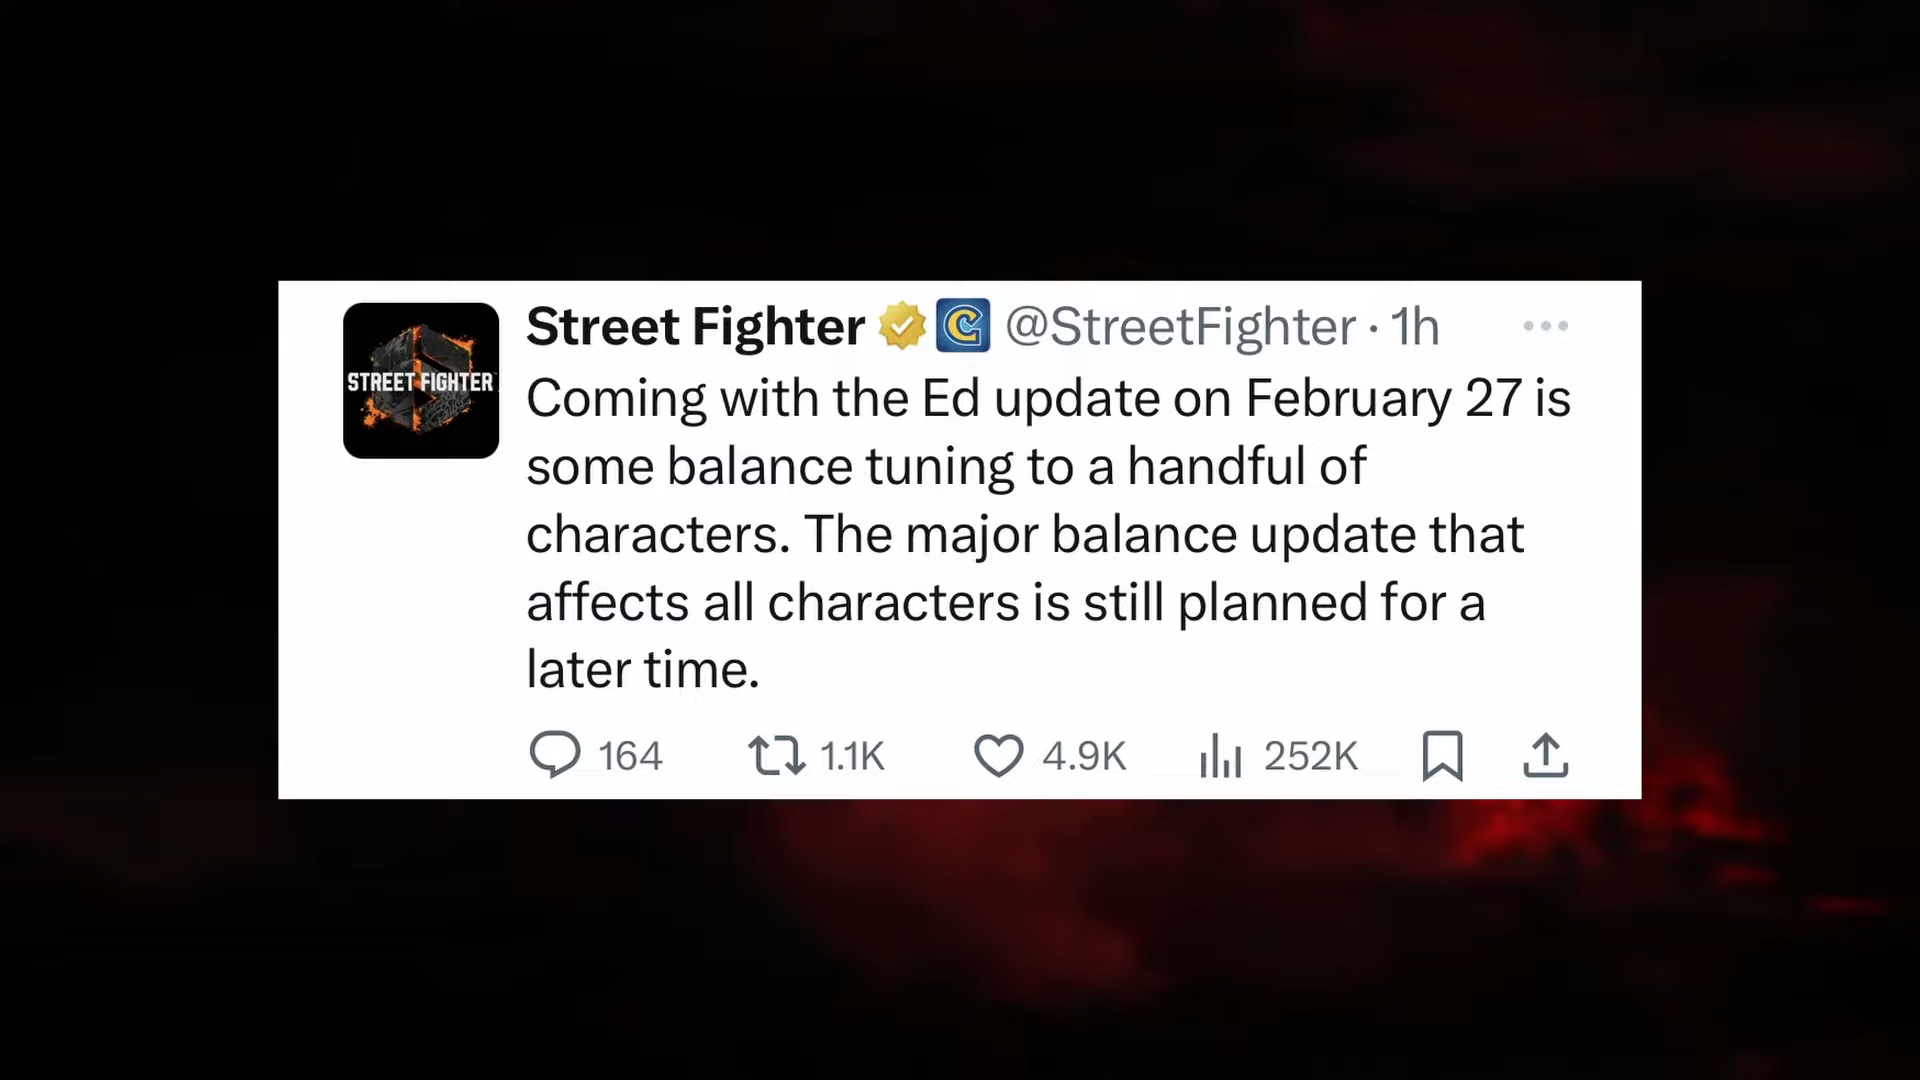 STREET FIGHTER
Street Fighter @StreetFighter · 1h
Coming with the Ed update on February 27 is
some balance tuning to a handful of
characters. The major balance update that
affects all characters is still planned for a
later time.
164 1.1K 4.9K 252K